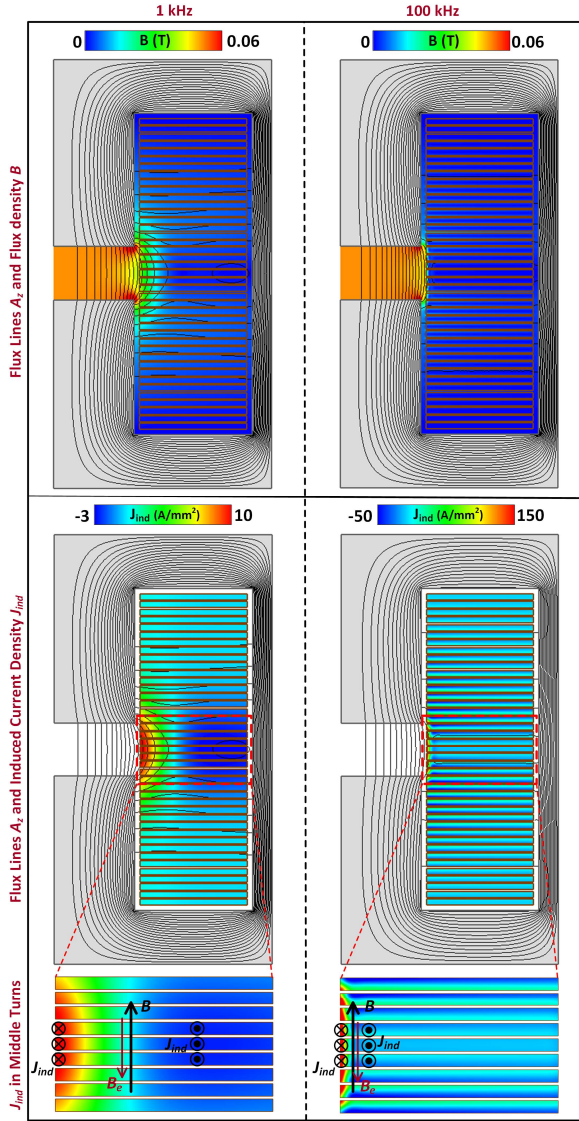 1 kHz
100 kHz
0 B (T) 0.06
0 B (T) 0.06
Flux Lines Az and Flux density B
-3 Jind (A/mm²) 10
-50 Jind (A/mm²) 150
Flux Lines Az and Induced Current Density Jind
Jind in Middle Turns
B
Jind
Jind
Be
B
Jind
Jind
Be